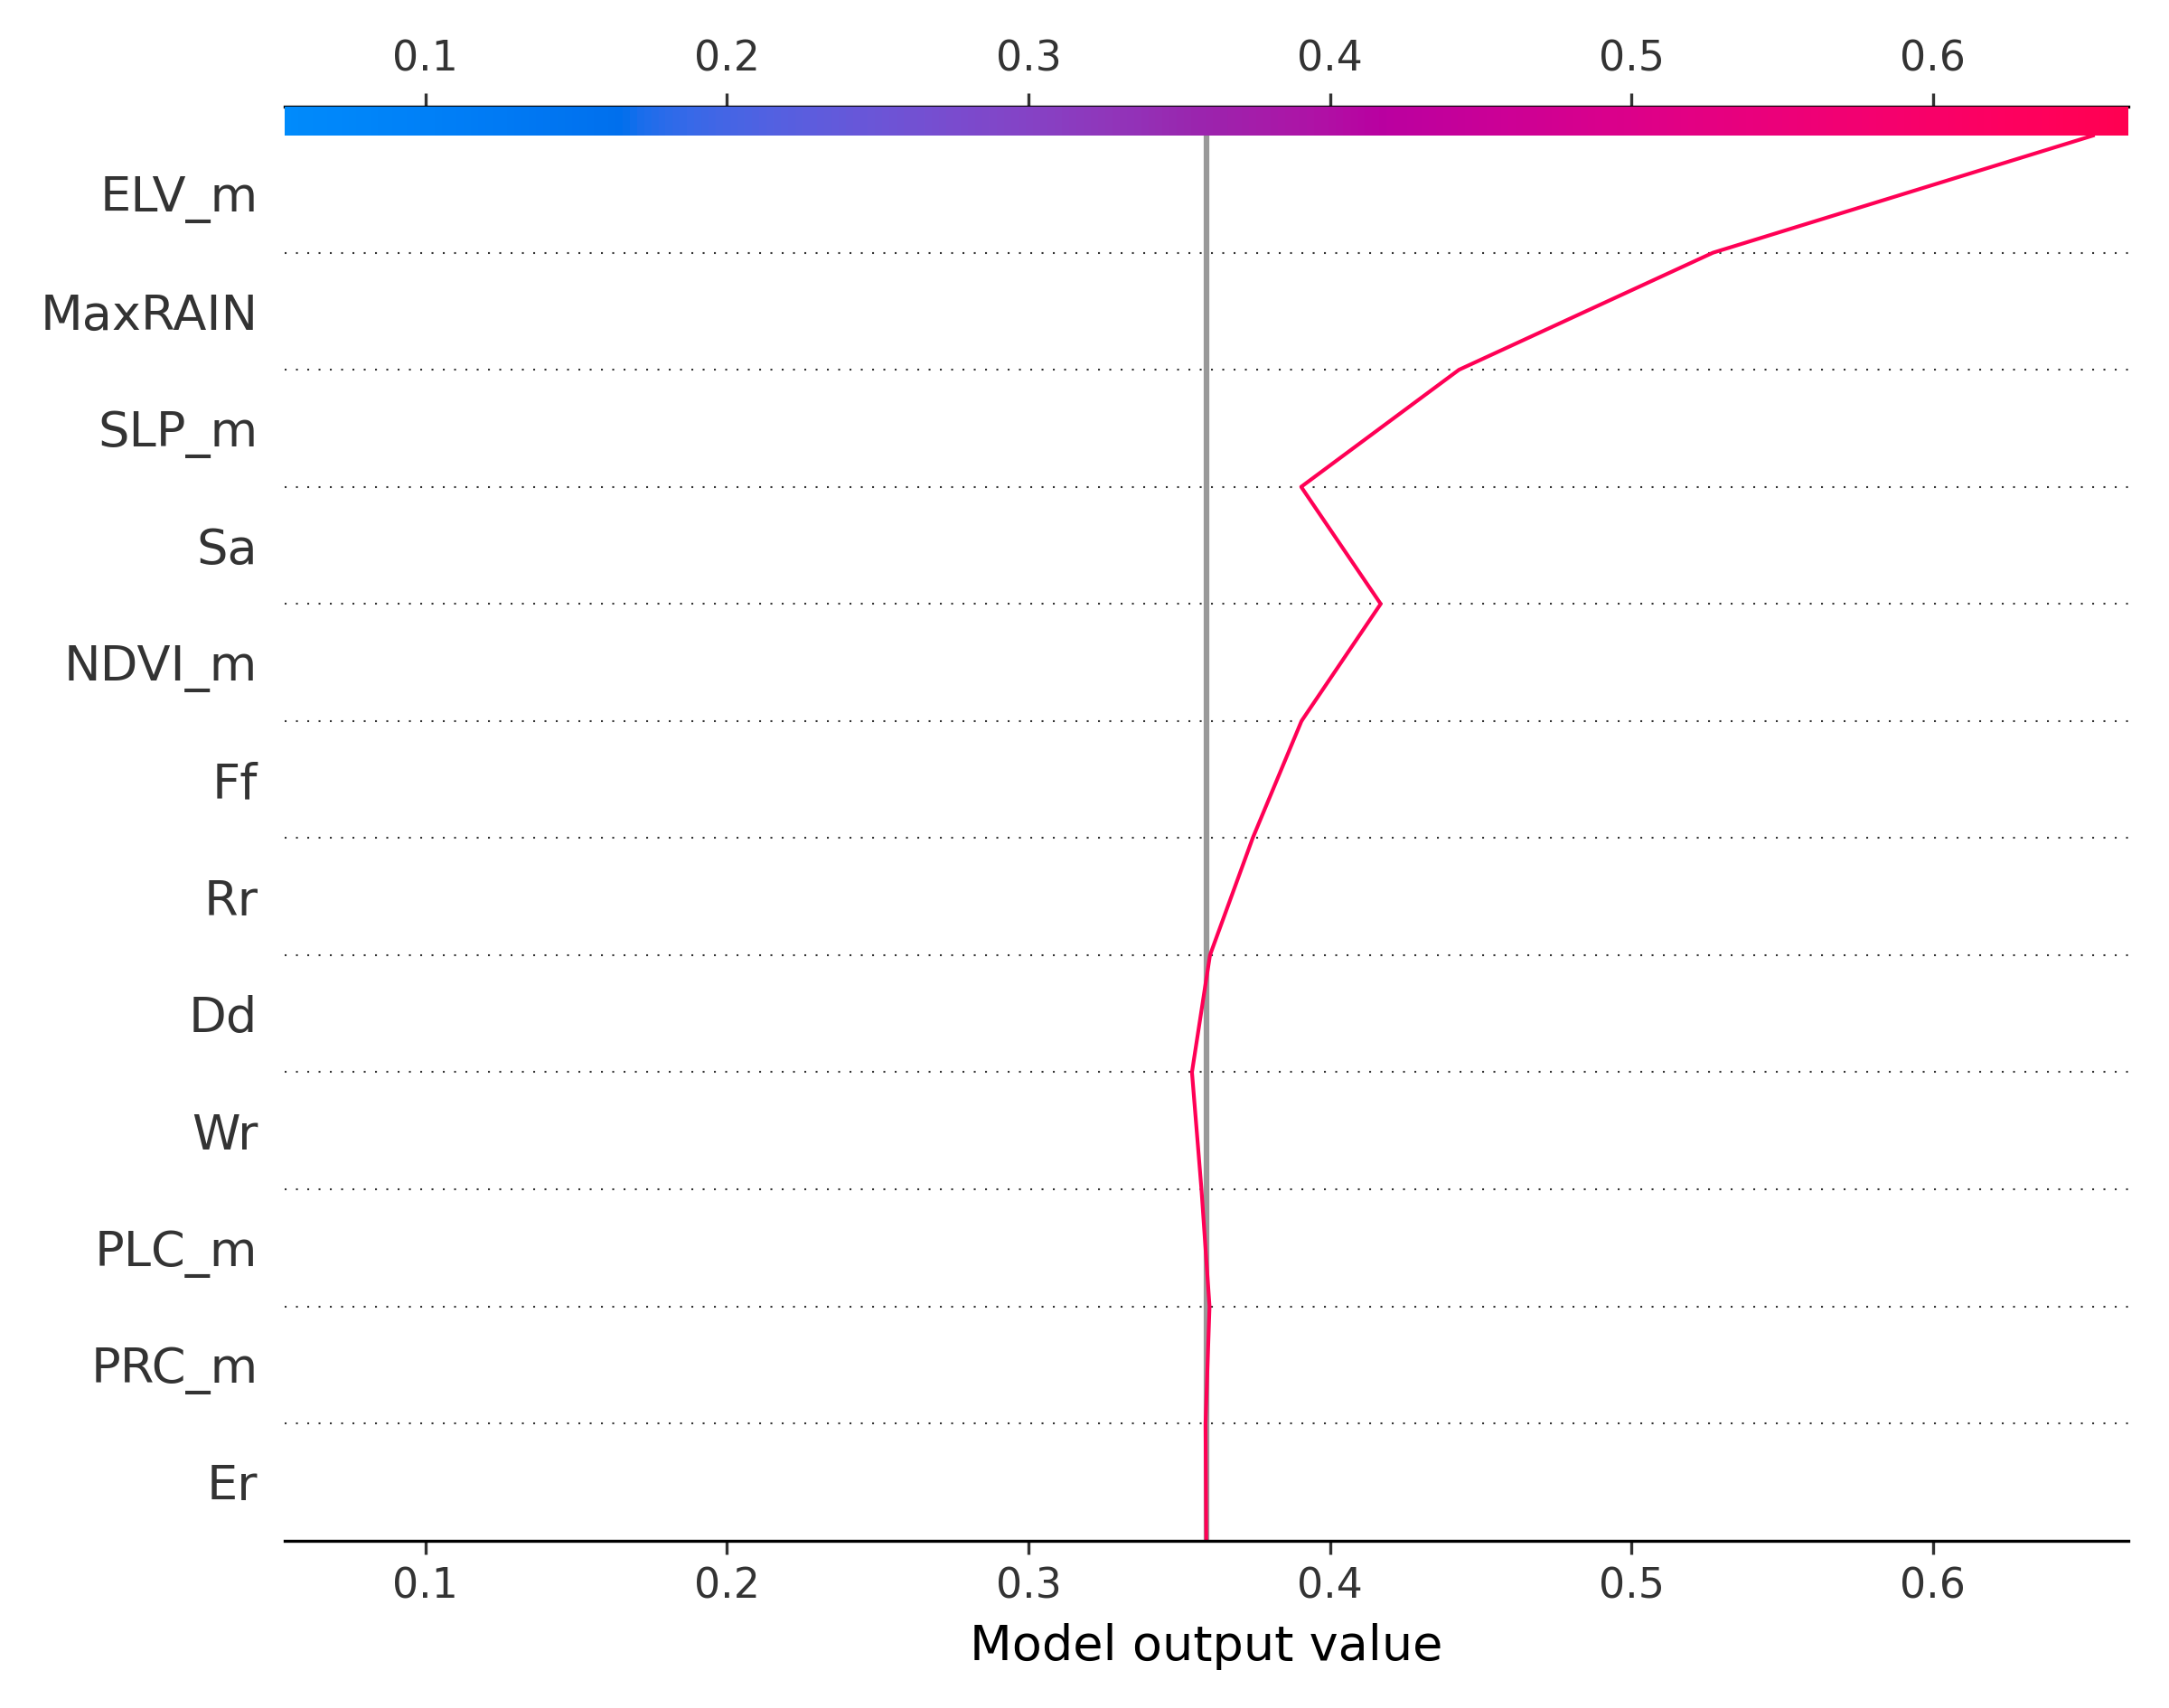 0.1 0.2 0.3 0.4 0.5 0.6
ELV_m
MaxRAIN
SLP_m
Sa
NDVI_m
Ff
Rr
Dd
Wr
PLC_m
PRC_m
Er
0.1 0.2 0.3 0.4 0.5 0.6
Model output value